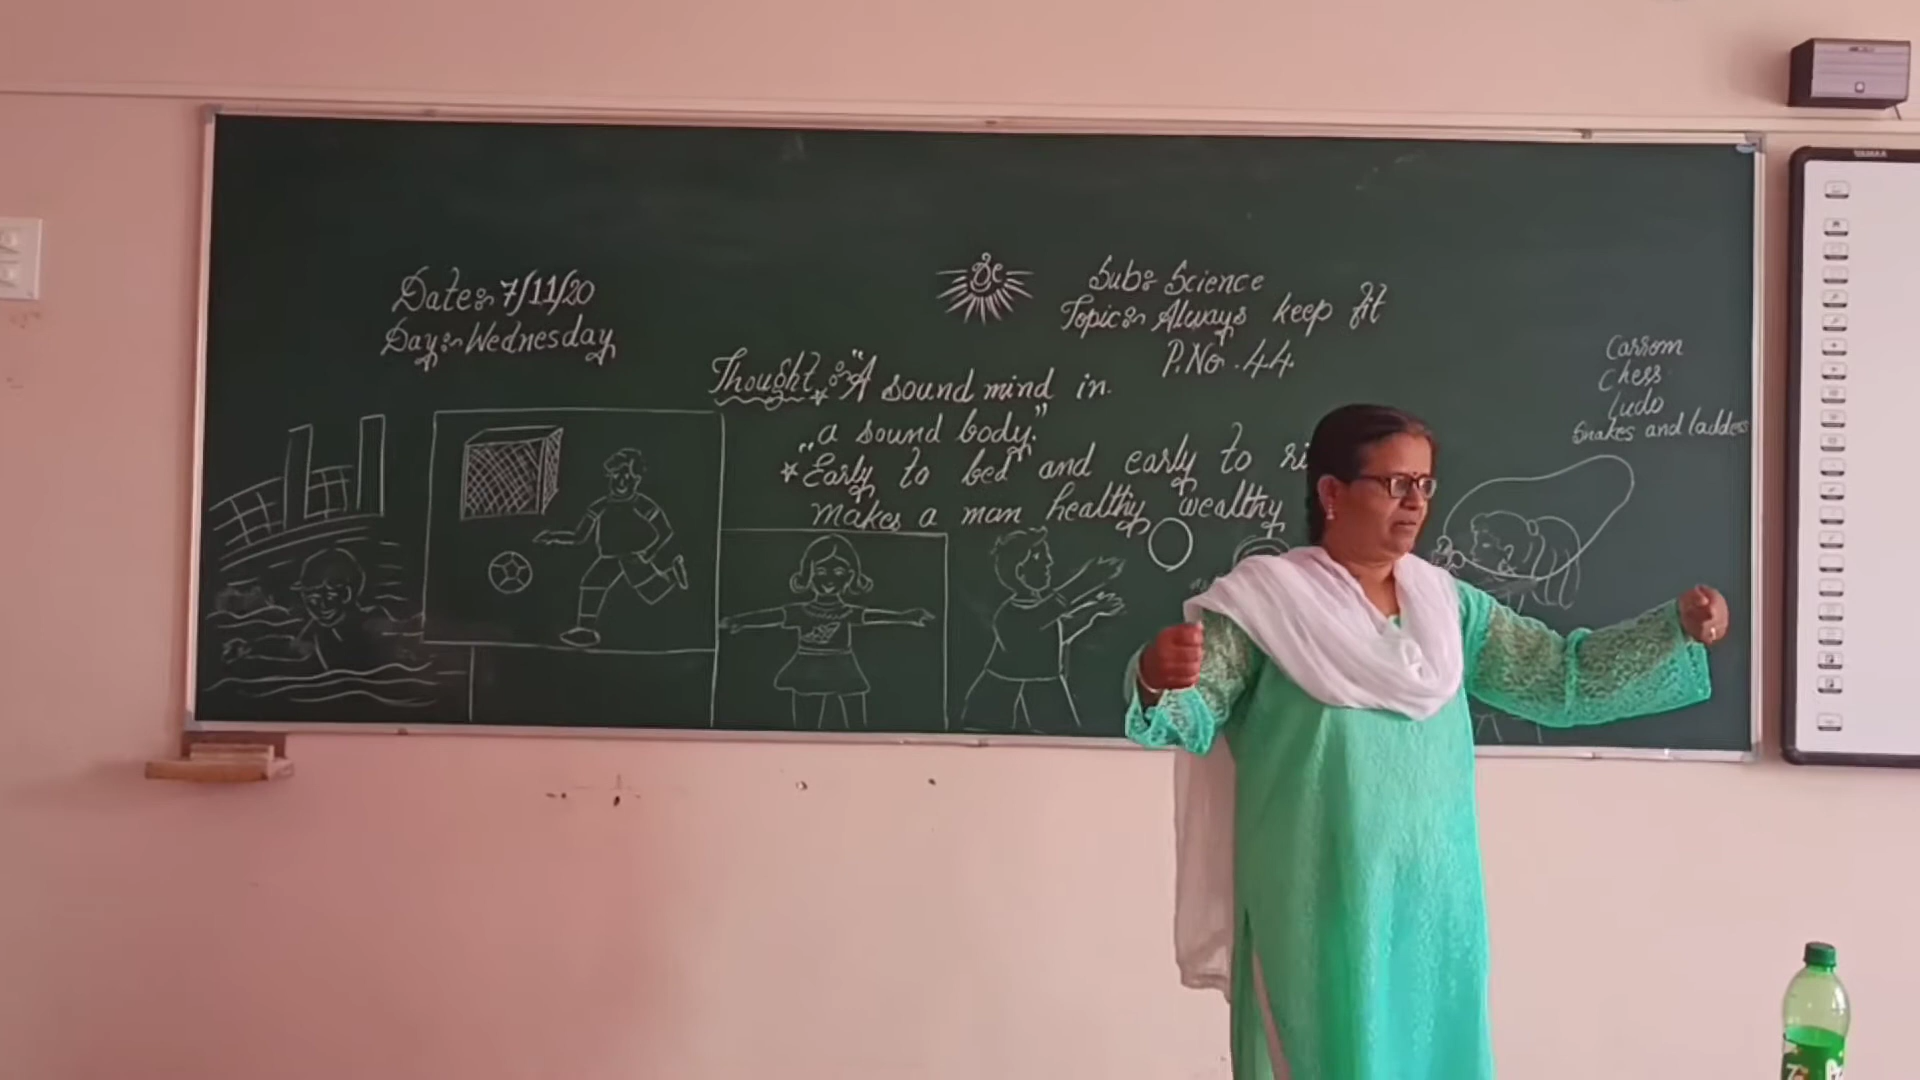 Date:- 7/11/20
Day:- Wednesday
Sub: Science
Topic:- Always keep fit
P.No. 44
Thought:- "A sound mind in
a sound body."
"Early to bed and early to
makes a man healthy wealthy
Carrom
Chess
Ludo
Snakes and ladders